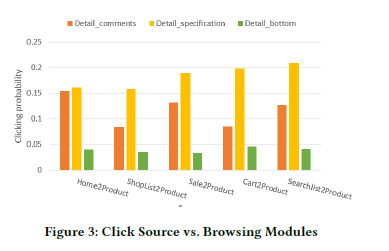 Detail_comments Detail_specification Detail_bottom
0.25
0.2
0.15
0.1
0.05
0
Clicking probability
Home2Product ShopList2Product Sale2Product Cart2Product Searchlist2Product
Figure 3: Click Source vs. Browsing Modules